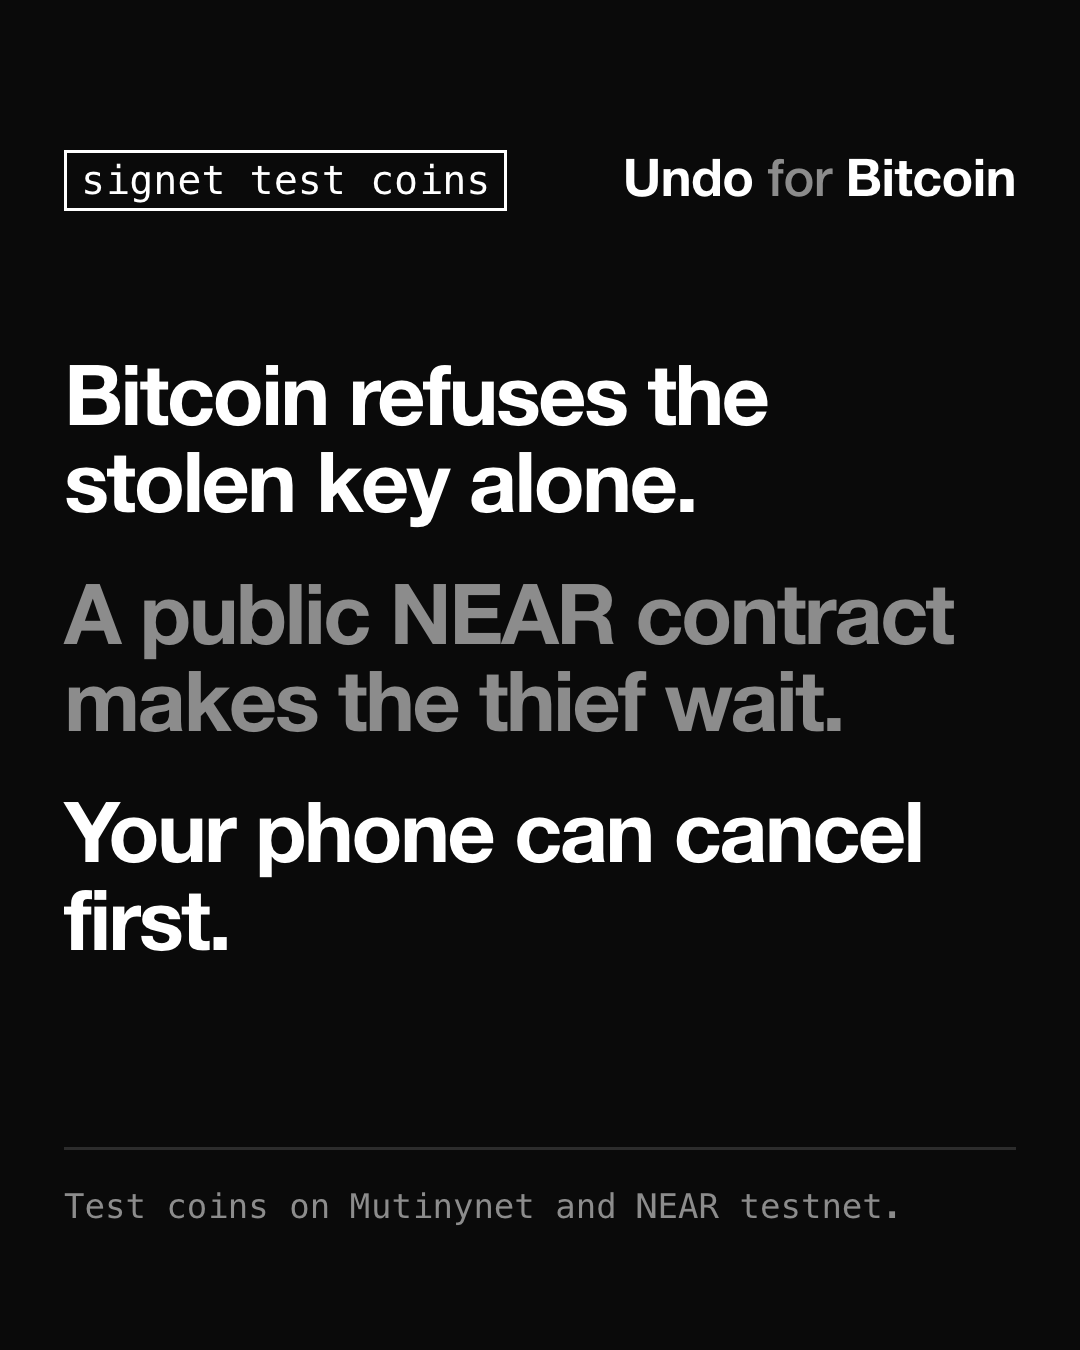 signet test coins
Undo for Bitcoin
Bitcoin refuses the
stolen key alone.
A public NEAR contract
makes the thief wait.
Your phone can cancel
first.
Test coins on Mutinynet and NEAR testnet.